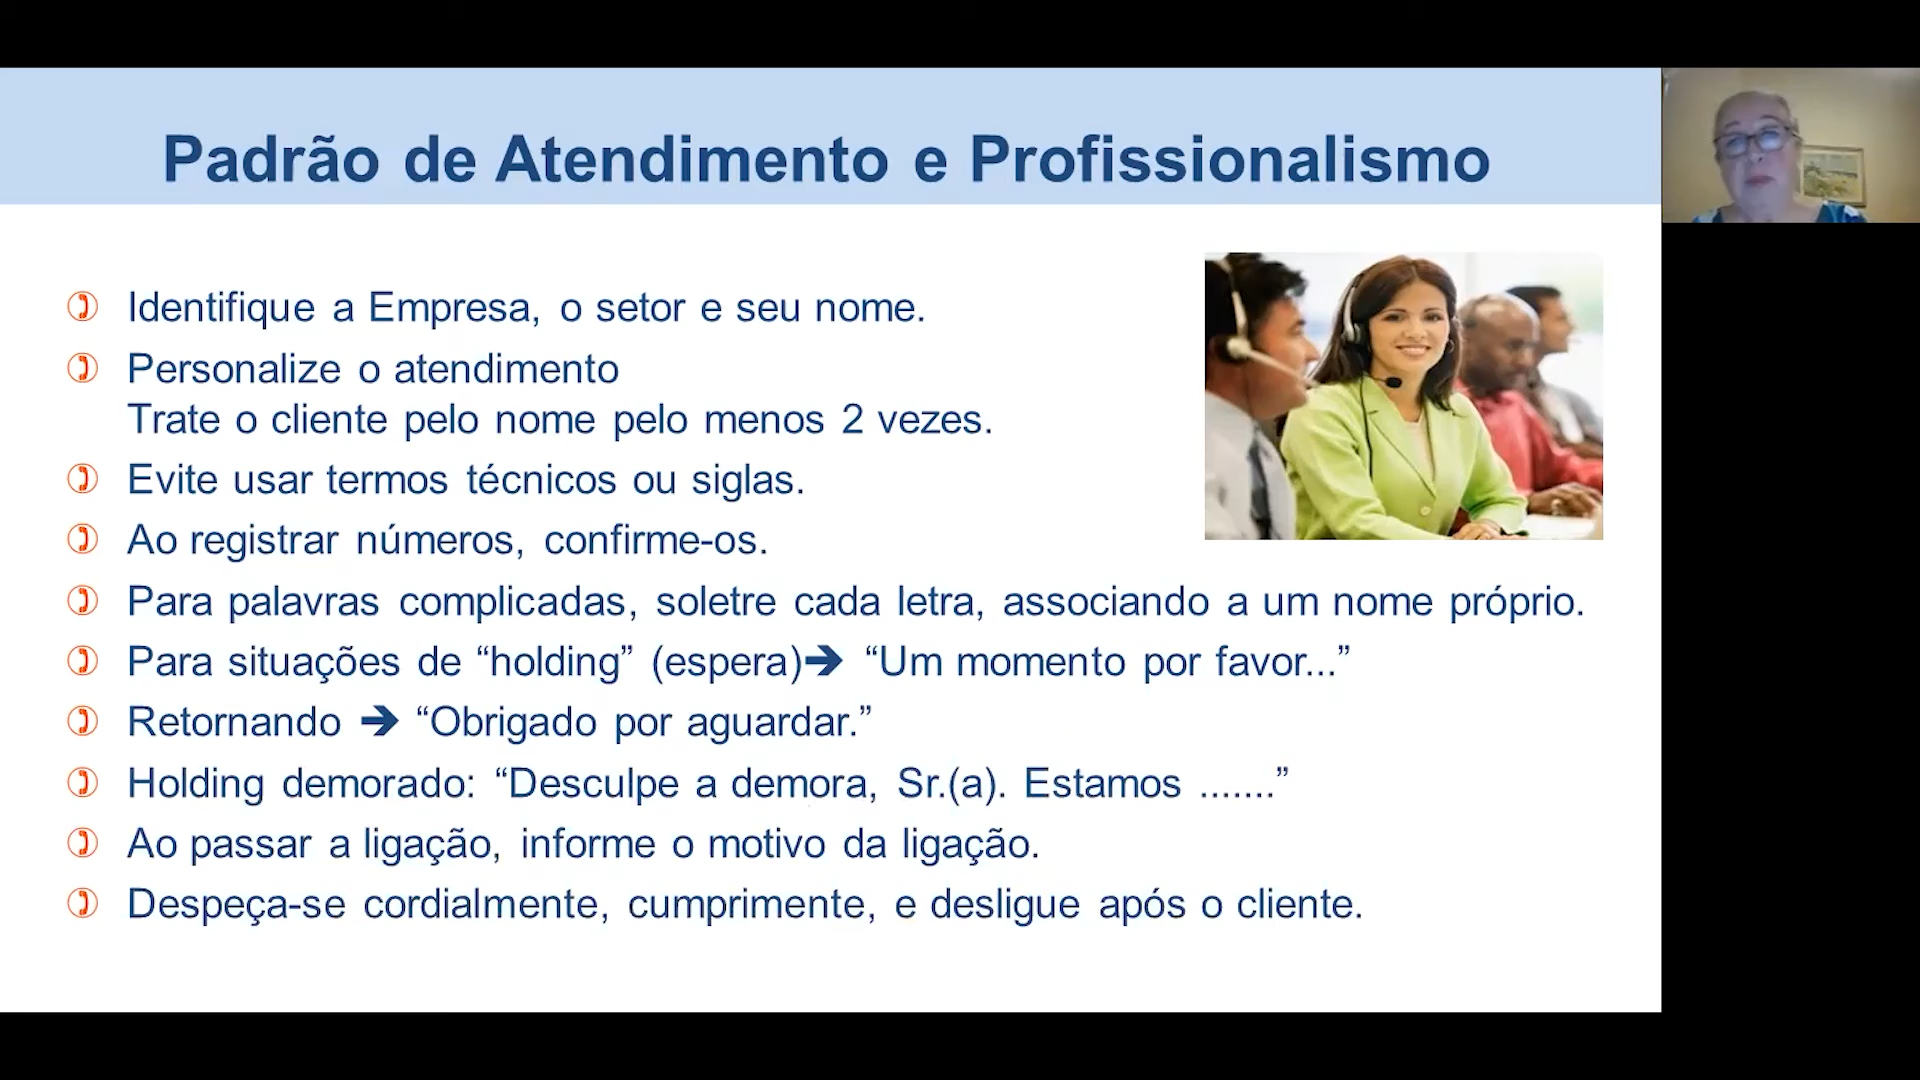 Padrão de Atendimento e Profissionalismo
Identifique a Empresa, o setor e seu nome.
Personalize o atendimento
Trate o cliente pelo nome pelo menos 2 vezes.
Evite usar termos técnicos ou siglas.
Ao registrar números, confirme-os.
Para palavras complicadas, soletre cada letra, associando a um nome próprio.
Para situações de “holding” (espera)➔ “Um momento por favor...”
Retornando ➔ “Obrigado por aguardar.”
Holding demorado: “Desculpe a demora, Sr.(a). Estamos .......”
Ao passar a ligação, informe o motivo da ligação.
Despeça-se cordialmente, cumprimente, e desligue após o cliente.